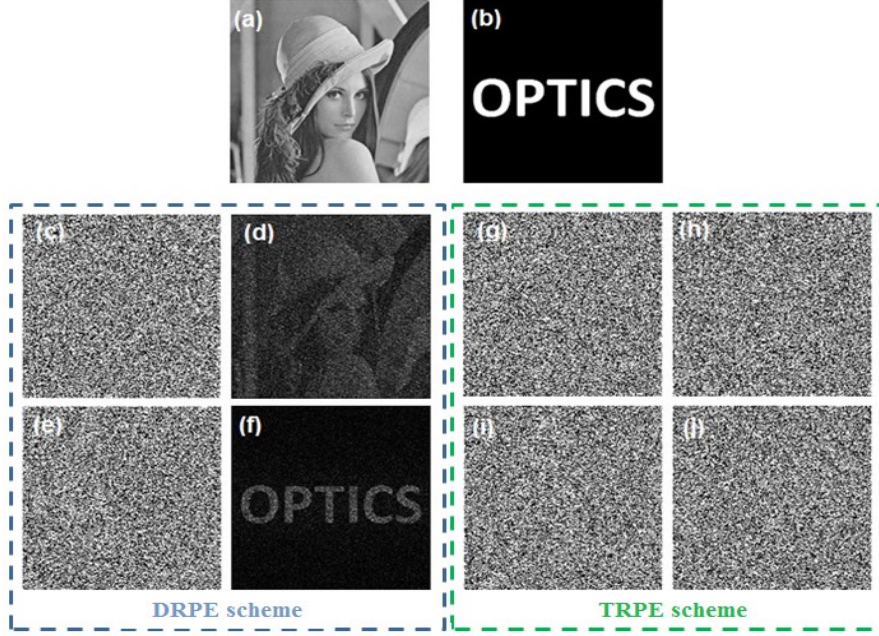 (a)
(b)
OPTICS
(c)
(d)
(g)
(h)
(e)
(f)
(i)
(j)
OPTICS
DRPE scheme
TRPE scheme